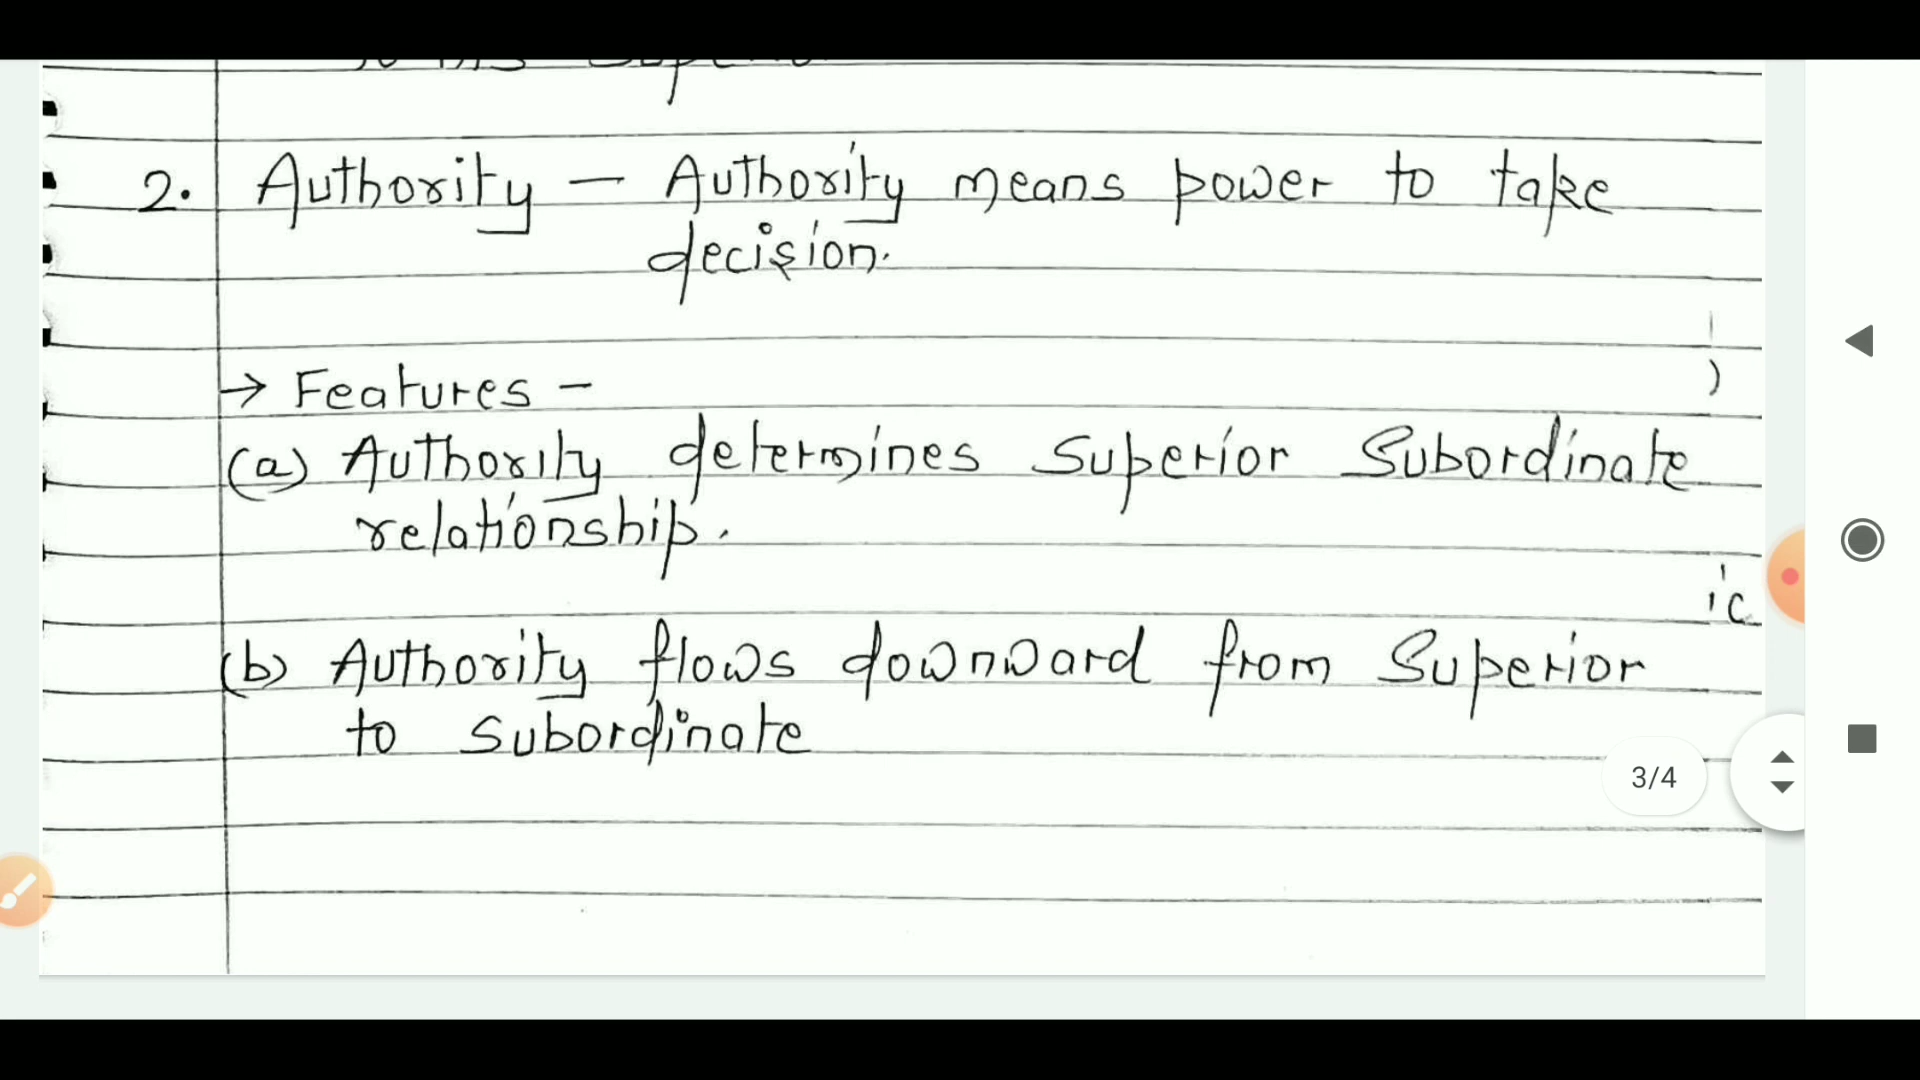 2. Authority - Authority means power to take
decision.
→ Features -
(a) Authority determines Superior Subordinate
relationship.
ic
(b) Authority flows downward from Superior
to Subordinate
3/4